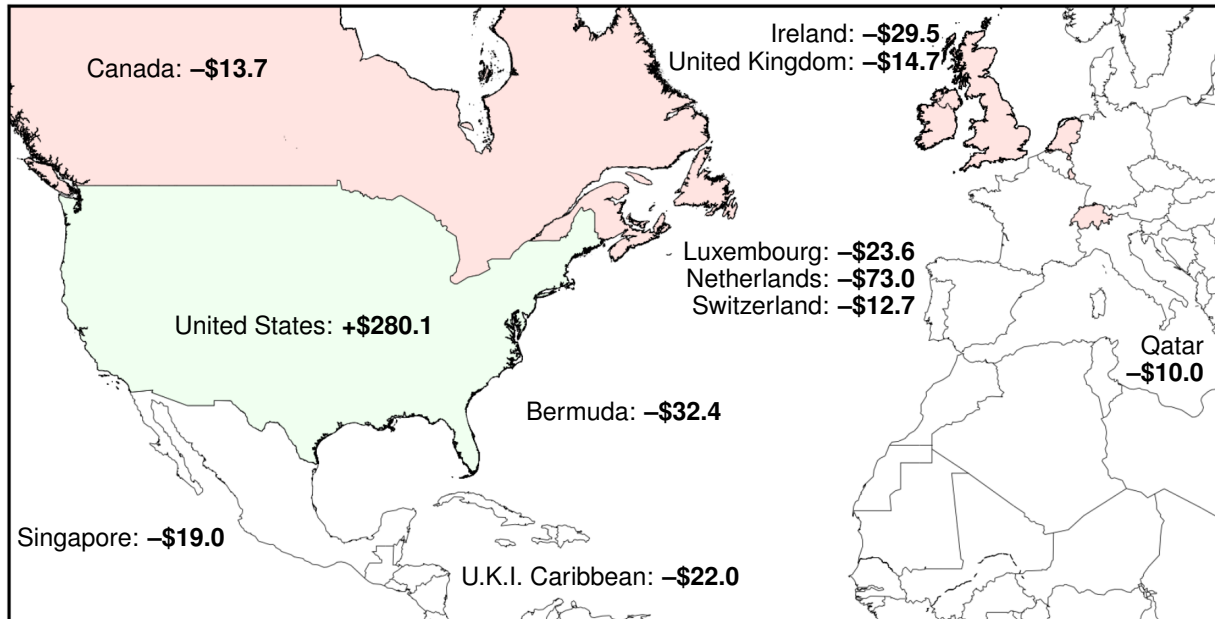 Ireland: –$29.5
United Kingdom: –$14.7
Canada: –$13.7
Luxembourg: –$23.6
Netherlands: –$73.0
Switzerland: –$12.7
United States: +$280.1
Qatar
–$10.0
Bermuda: –$32.4
Singapore: –$19.0
U.K.I. Caribbean: –$22.0